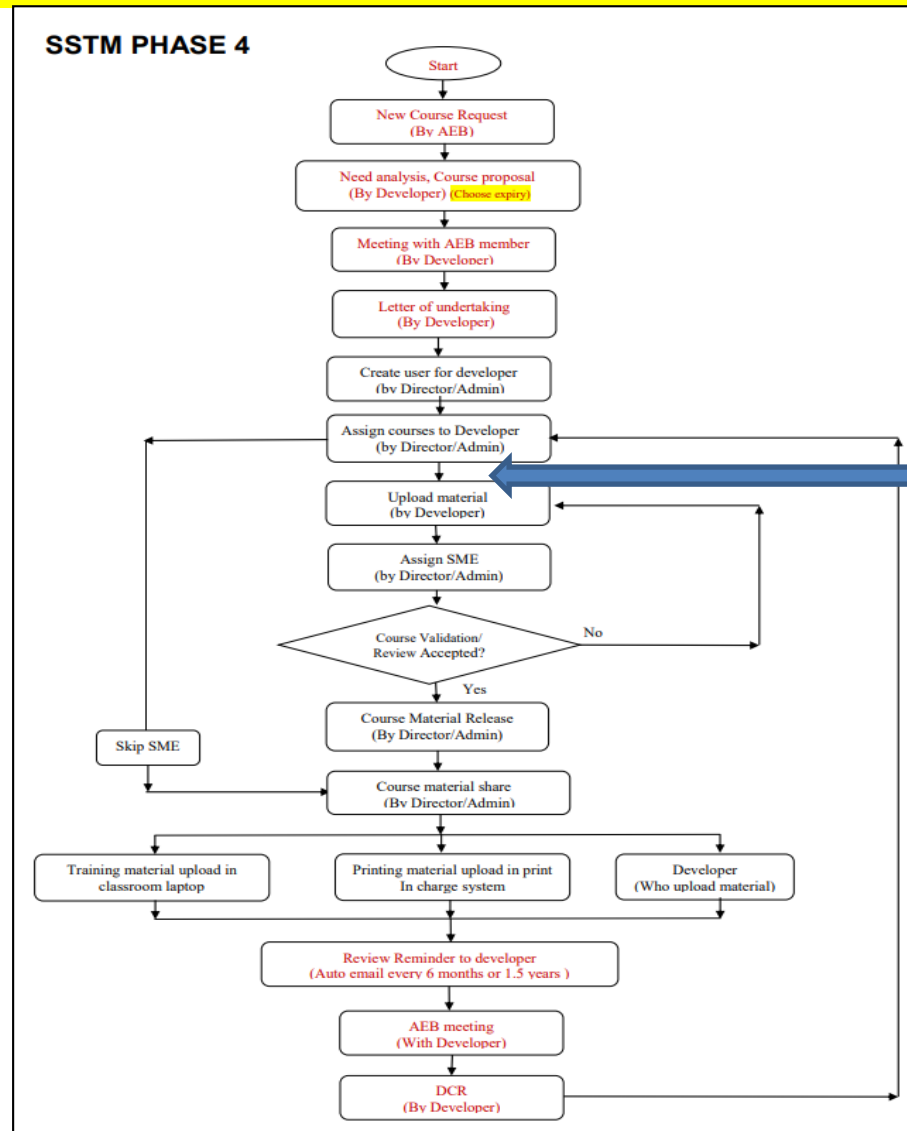 SSTM PHASE 4
Start
New Course Request
(By AEB)
Need analysis, Course proposal
(By Developer) (Choose expiry)
Meeting with AEB member
(By Developer)
Letter of undertaking
(By Developer)
Create user for developer
(by Director/Admin)
Assign courses to Developer
(by Director/Admin)
Upload material
(by Developer)
Assign SME
(by Director/Admin)
Course Validation/
Review Accepted?
No
Yes
Course Material Release
(By Director/Admin)
Skip SME
Course material share
(By Director/Admin)
Training material upload in
classroom laptop
Printing material upload in print
In charge system
Developer
(Who upload material)
Review Reminder to developer
(Auto email every 6 months or 1.5 years )
AEB meeting
(With Developer)
DCR
(By Developer)